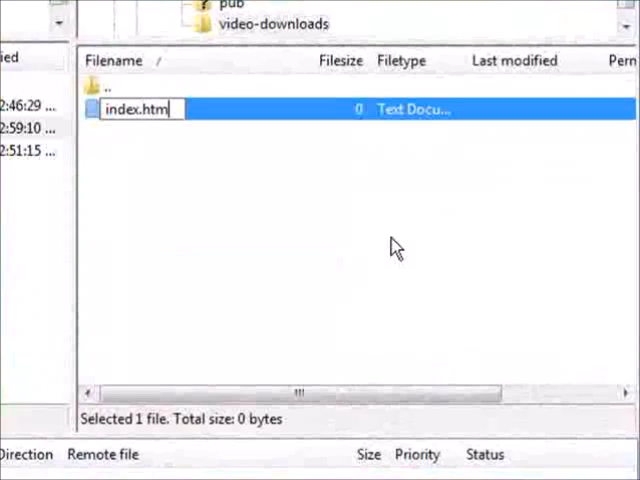 pub
video-downloads
ied
Filename / Filesize Filetype Last modified Perm
..
2:46:29 ...
index.htm 0 Text Docu...
2:59:10 ...
2:51:15 ...
Selected 1 file. Total size: 0 bytes
Direction Remote file Size Priority Status